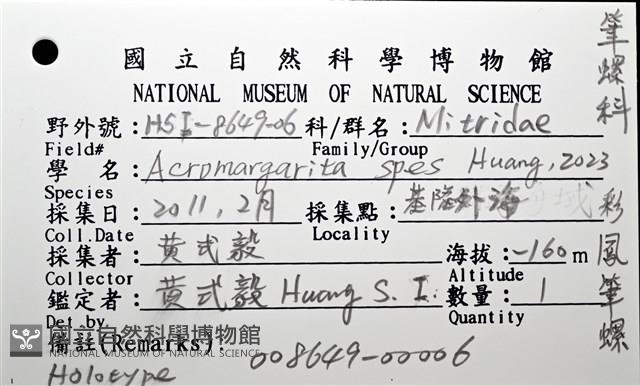 國立自然科學博物館
NATIONAL MUSEUM OF NATURAL SCIENCE
野外號: HSI-8649-06 科/群名: Mitridae
Field# Family/Group
學 名: Acromargarita spes Huang, 2023
Species
採集日: 2011, 2月 採集點: 基隆外海
Coll.Date Locality
採集者: 黃式毅 海拔: -160 m
Collector Altitude
鑑定者: 黃式毅 Huang S. I. 數量: 1
Det.by Quantity
備註(Remarks): 008649-00006
Holotype
筆螺科 彩鳳筆螺
國立自然科學博物館
NATIONAL MUSEUM OF NATURAL SCIENCE